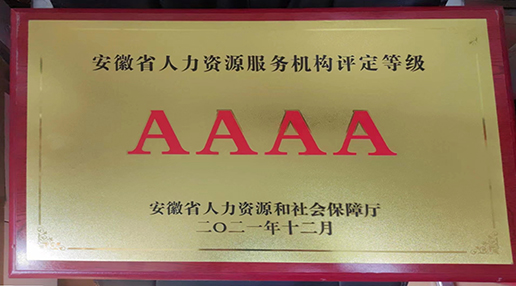 安徽省人力资源服务机构评定等级
AAAA
安徽省人力资源和社会保障厅
二〇二一年十二月